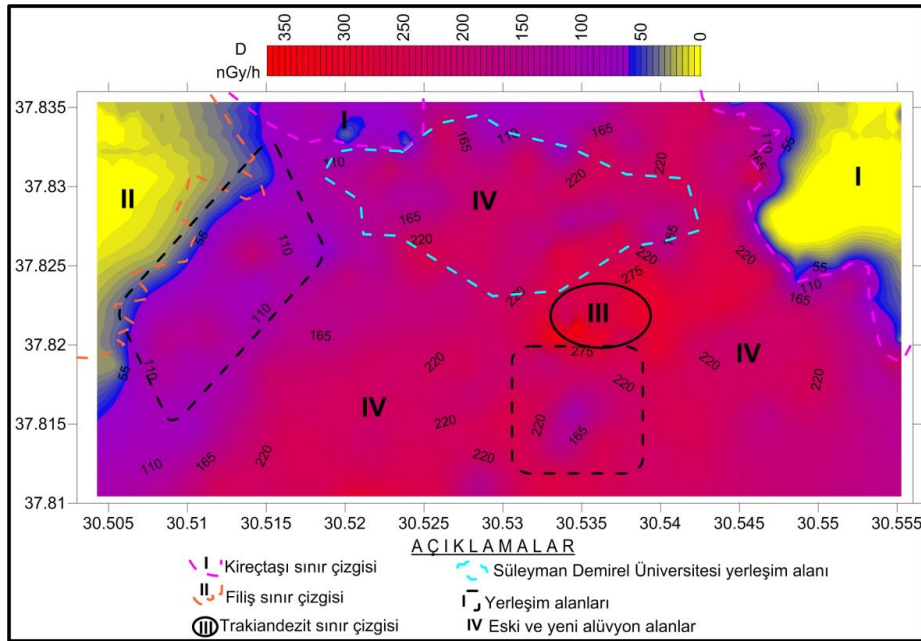 D
nGy/h
350 300 250 200 150 100 50 0
37.835
37.83
37.825
37.82
37.815
37.81
I
II
IV
I
III
IV
IV
110
110
165
165
220
110
55
165
220
165
55
110
220
165
220
220
275
55
110
165
110
165
275
220
220
220
55
110
220
220
165
110
165
220
220
30.505 30.51 30.515 30.52 30.525 30.53 30.535 30.54 30.545 30.55 30.555
AÇIKLAMALAR
I Kireçtaşı sınır çizgisi
II Filiş sınır çizgisi
III Trakiandezit sınır çizgisi
Süleyman Demirel Üniversitesi yerleşim alanı
Yerleşim alanları
IV Eski ve yeni alüvyon alanlar